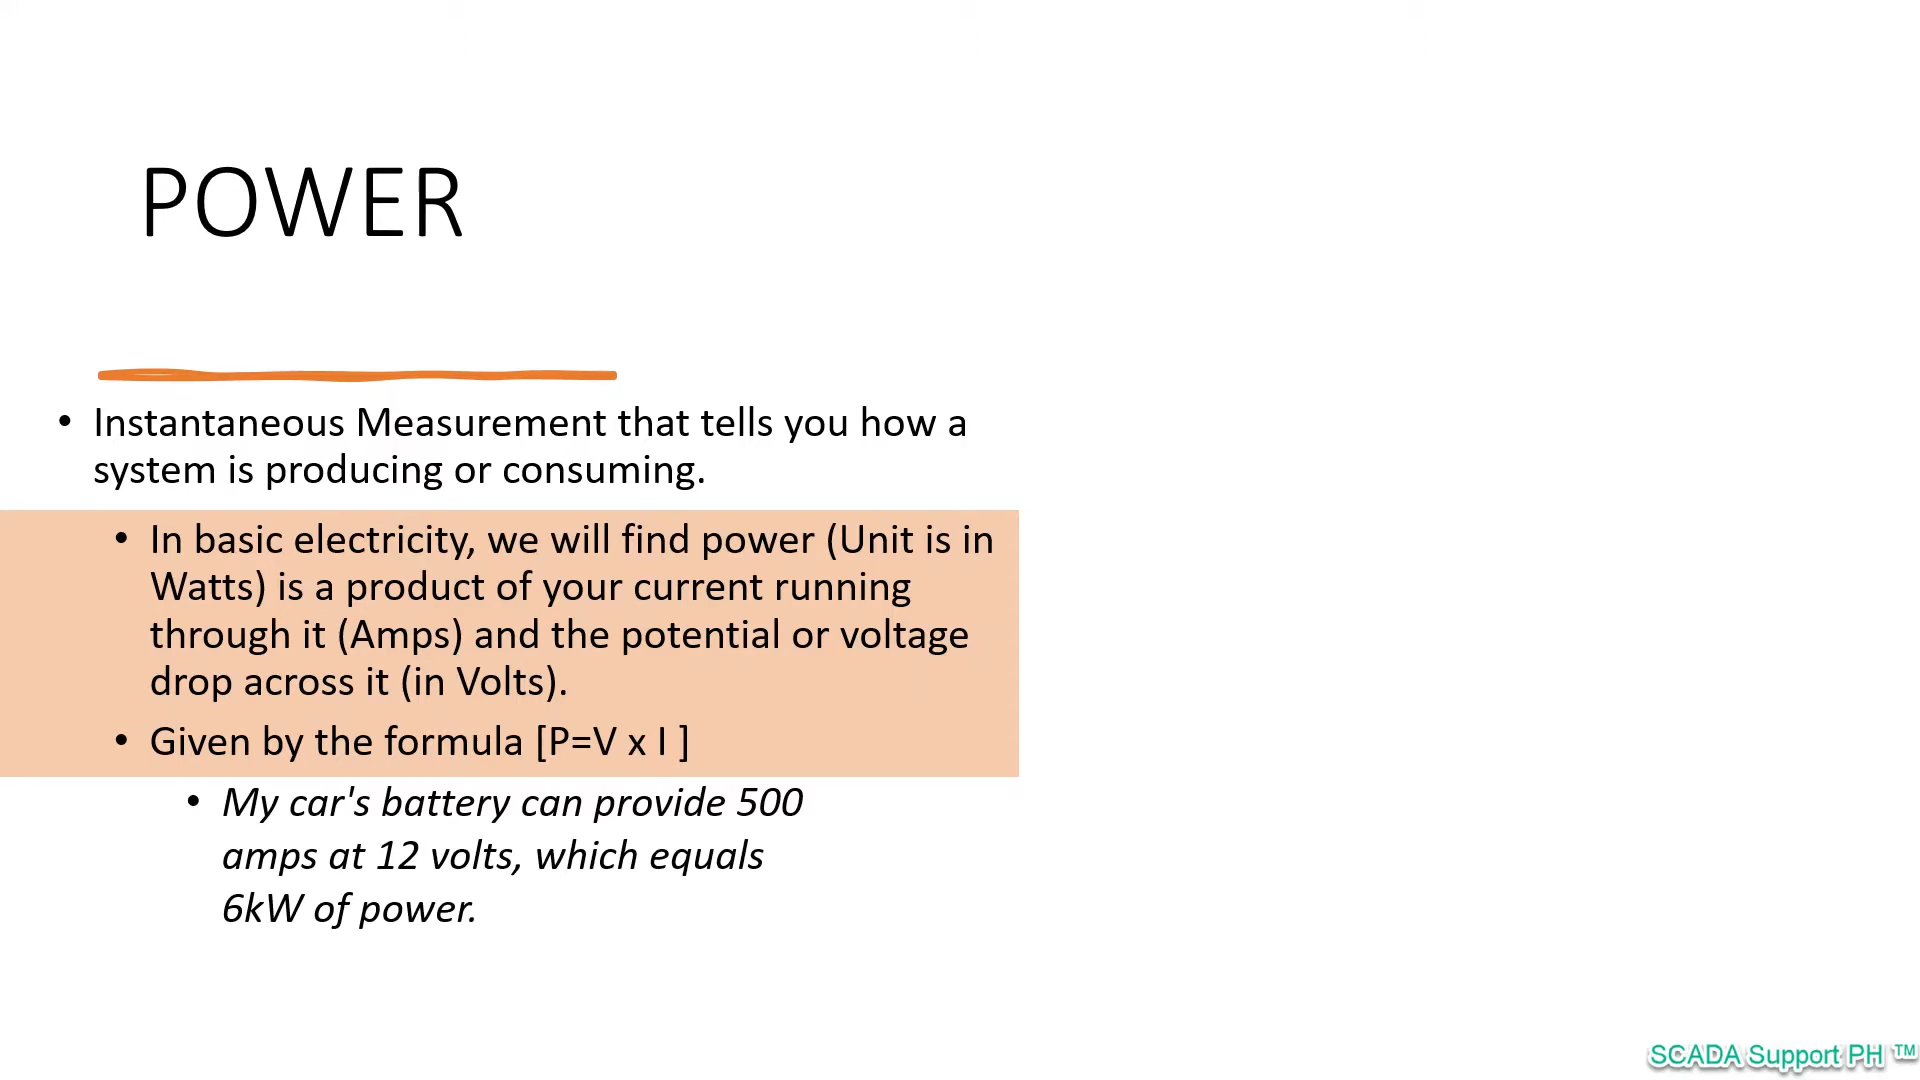 POWER
• Instantaneous Measurement that tells you how a
system is producing or consuming.
• In basic electricity, we will find power (Unit is in
Watts) is a product of your current running
through it (Amps) and the potential or voltage
drop across it (in Volts).
• Given by the formula [P=V x I ]
• My car's battery can provide 500
amps at 12 volts, which equals
6kW of power.
SCADA Support PH ™